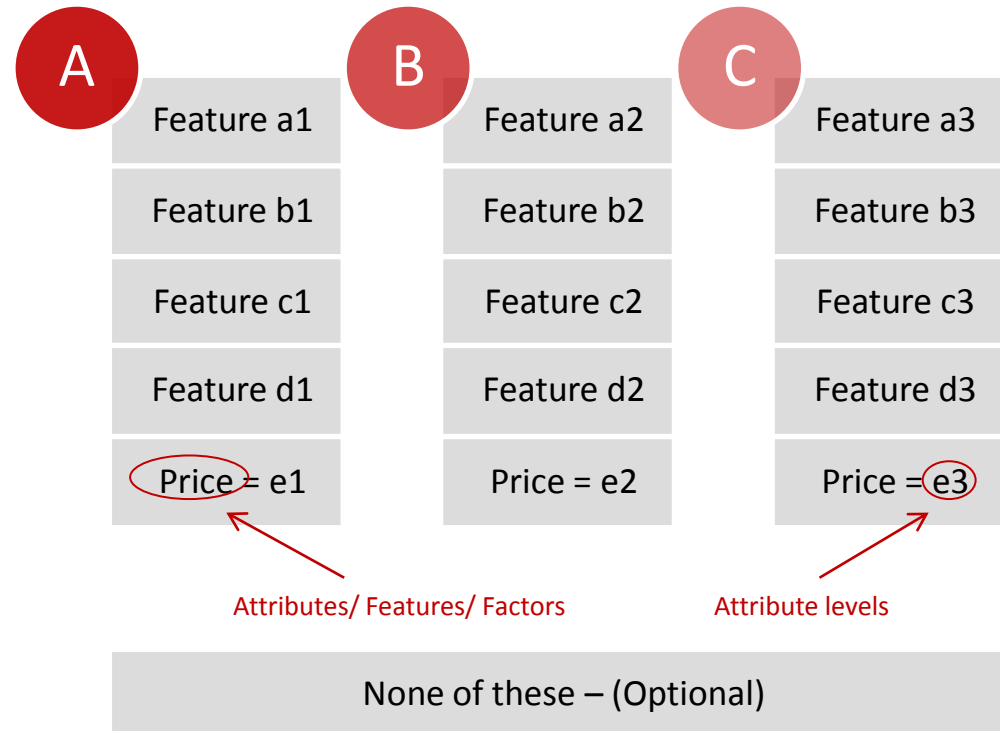 A
B
C
Feature a1
Feature a2
Feature a3
Feature b1
Feature b2
Feature b3
Feature c1
Feature c2
Feature c3
Feature d1
Feature d2
Feature d3
Price = e1
Price = e2
Price = e3
Attributes/ Features/ Factors
Attribute levels
None of these – (Optional)